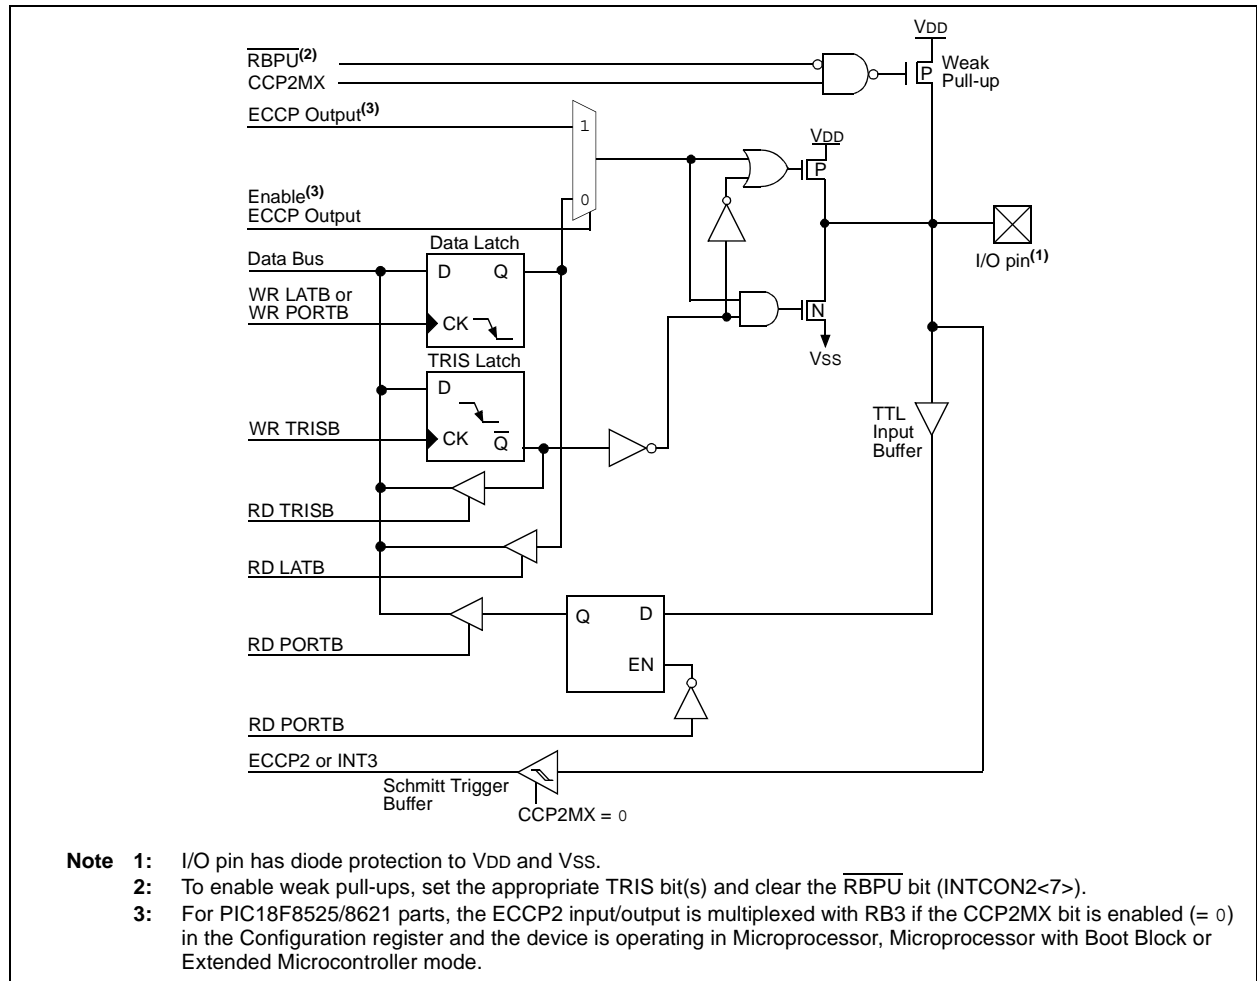 VDD
RBPU(2)
CCP2MX
P
Weak
Pull-up
ECCP Output(3)
1
VDD
P
Enable(3)
ECCP Output
0
I/O pin(1)
Data Bus
Data Latch
D Q
WR LATB or
WR PORTB
CK
N
VSS
TRIS Latch
D
WR TRISB
CK Q
TTL
Input
Buffer
RD TRISB
RD LATB
Q D
RD PORTB
EN
RD PORTB
ECCP2 or INT3
Schmitt Trigger
Buffer
CCP2MX = 0
Note 1: I/O pin has diode protection to VDD and VSS.
2: To enable weak pull-ups, set the appropriate TRIS bit(s) and clear the RBPU bit (INTCON2<7>).
3: For PIC18F8525/8621 parts, the ECCP2 input/output is multiplexed with RB3 if the CCP2MX bit is enabled (= 0)
in the Configuration register and the device is operating in Microprocessor, Microprocessor with Boot Block or
Extended Microcontroller mode.